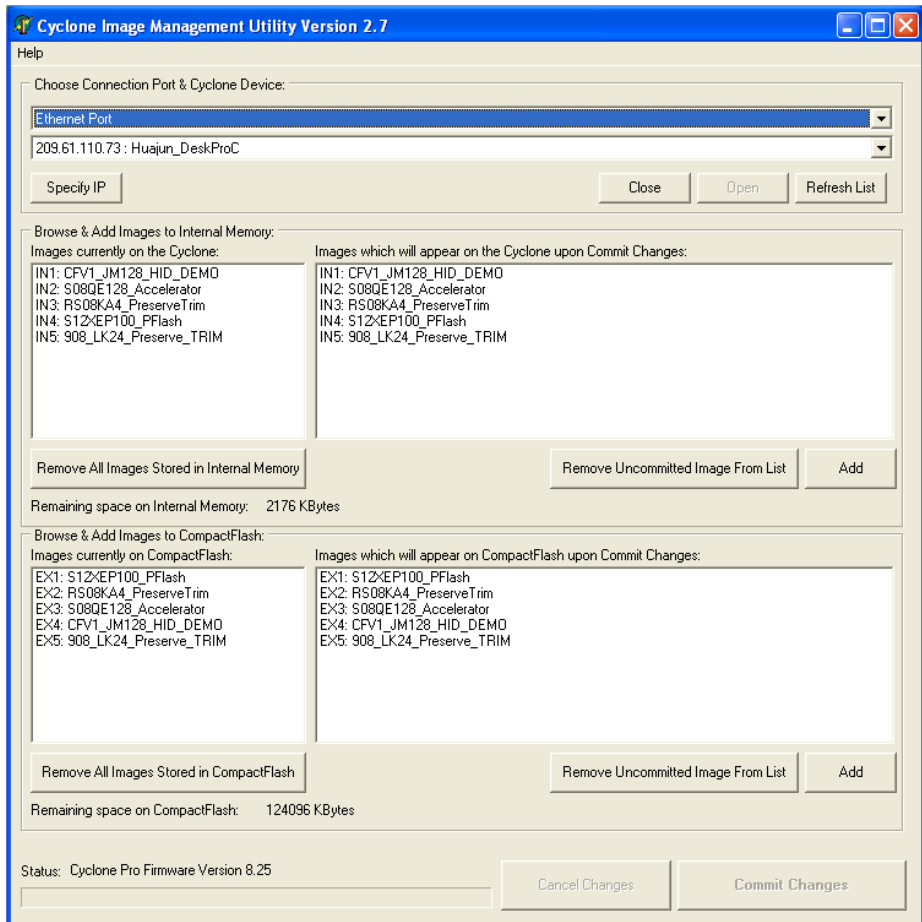 Cyclone Image Management Utility Version 2.7
Help
Choose Connection Port & Cyclone Device:
Ethernet Port
209.61.110.73 : Huajun_DeskProC
Specify IP
Close
Open
Refresh List
Browse & Add Images to Internal Memory:
Images currently on the Cyclone:
IN1: CFV1_JM128_HID_DEMO
IN2: S08QE128_Accelerator
IN3: RS08KA4_PreserveTrim
IN4: S12XEP100_PFlash
IN5: 908_LK24_Preserve_TRIM
Images which will appear on the Cyclone upon Commit Changes:
IN1: CFV1_JM128_HID_DEMO
IN2: S08QE128_Accelerator
IN3: RS08KA4_PreserveTrim
IN4: S12XEP100_PFlash
IN5: 908_LK24_Preserve_TRIM
Remove All Images Stored in Internal Memory
Remove Uncommitted Image From List
Add
Remaining space on Internal Memory: 2176 KBytes
Browse & Add Images to CompactFlash:
Images currently on CompactFlash:
EX1: S12XEP100_PFlash
EX2: RS08KA4_PreserveTrim
EX3: S08QE128_Accelerator
EX4: CFV1_JM128_HID_DEMO
EX5: 908_LK24_Preserve_TRIM
Images which will appear on CompactFlash upon Commit Changes:
EX1: S12XEP100_PFlash
EX2: RS08KA4_PreserveTrim
EX3: S08QE128_Accelerator
EX4: CFV1_JM128_HID_DEMO
EX5: 908_LK24_Preserve_TRIM
Remove All Images Stored in CompactFlash
Remove Uncommitted Image From List
Add
Remaining space on CompactFlash: 124096 KBytes
Status: Cyclone Pro Firmware Version 8.25
Cancel Changes
Commit Changes